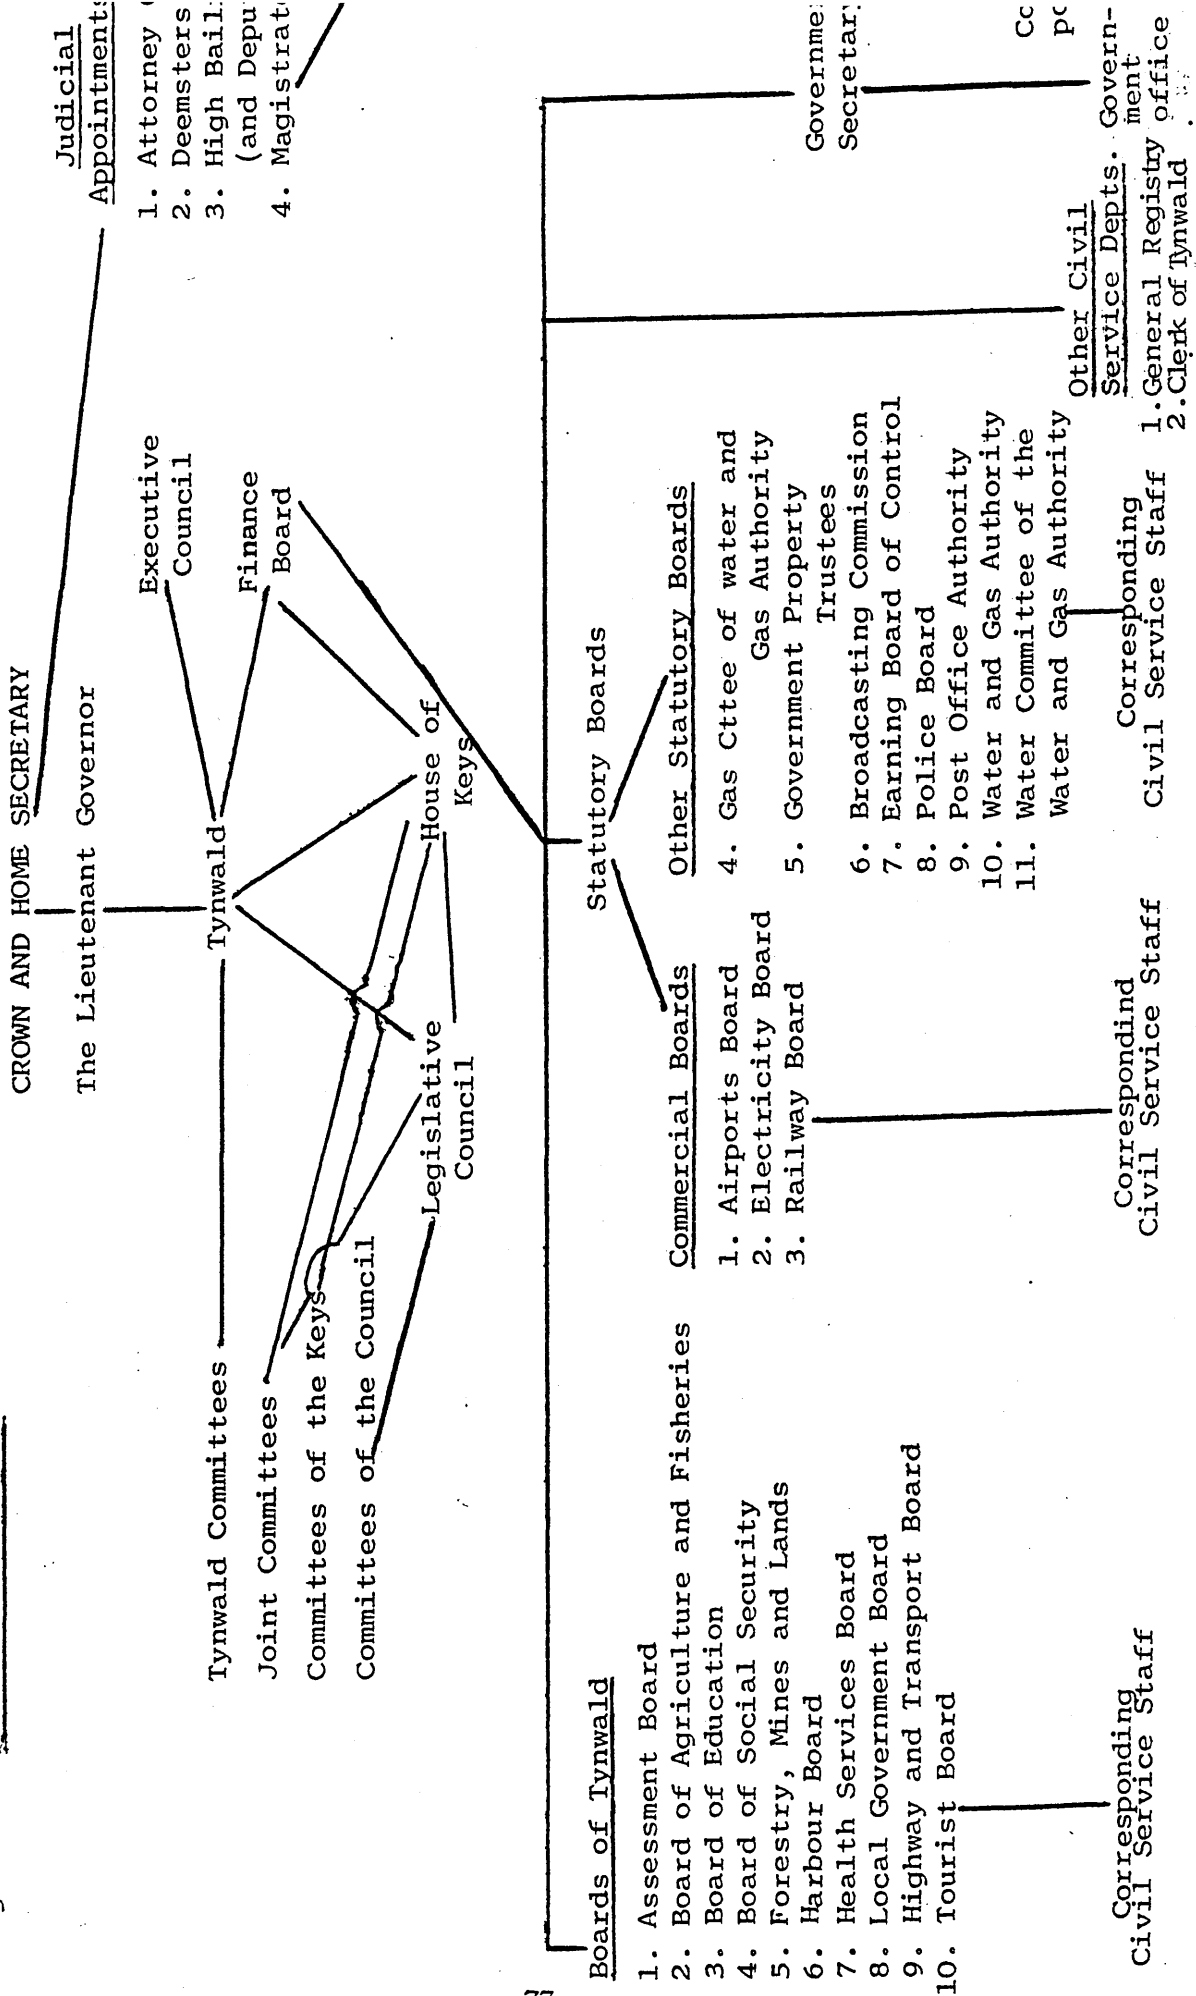 CROWN AND HOME SECRETARY
The Lieutenant Governor
Judicial
Appointments
1. Attorney
2. Deemsters
3. High Bail
(and Depu
4. Magistrat
Executive
Council
Tynwald
Finance
Board
House of
Keys
Legislative
Council
Tynwald Committees
Joint Committees
Committees of the Keys
Committees of the Council
Boards of Tynwald
1. Assessment Board
2. Board of Agriculture and Fisheries
3. Board of Education
4. Board of Social Security
5. Forestry, Mines and Lands
6. Harbour Board
7. Health Services Board
8. Local Government Board
9. Highway and Transport Board
10. Tourist Board
Corresponding
Civil Service Staff
Statutory Boards
Commercial Boards
1. Airports Board
2. Electricity Board
3. Railway Board
Correspondind
Civil Service Staff
Other Statutory Boards
4. Gas Cttee of water and
Gas Authority
5. Government Property
Trustees
6. Broadcasting Commission
7. Earning Board of Control
8. Police Board
9. Post Office Authority
10. Water and Gas Authority
11. Water Committee of the
Water and Gas Authority
Corresponding
Civil Service Staff
Other Civil
Service Depts.
1. General Registry
2. Clerk of Tynwald
Governme
Secretar
Govern-
ment
office
Co
po